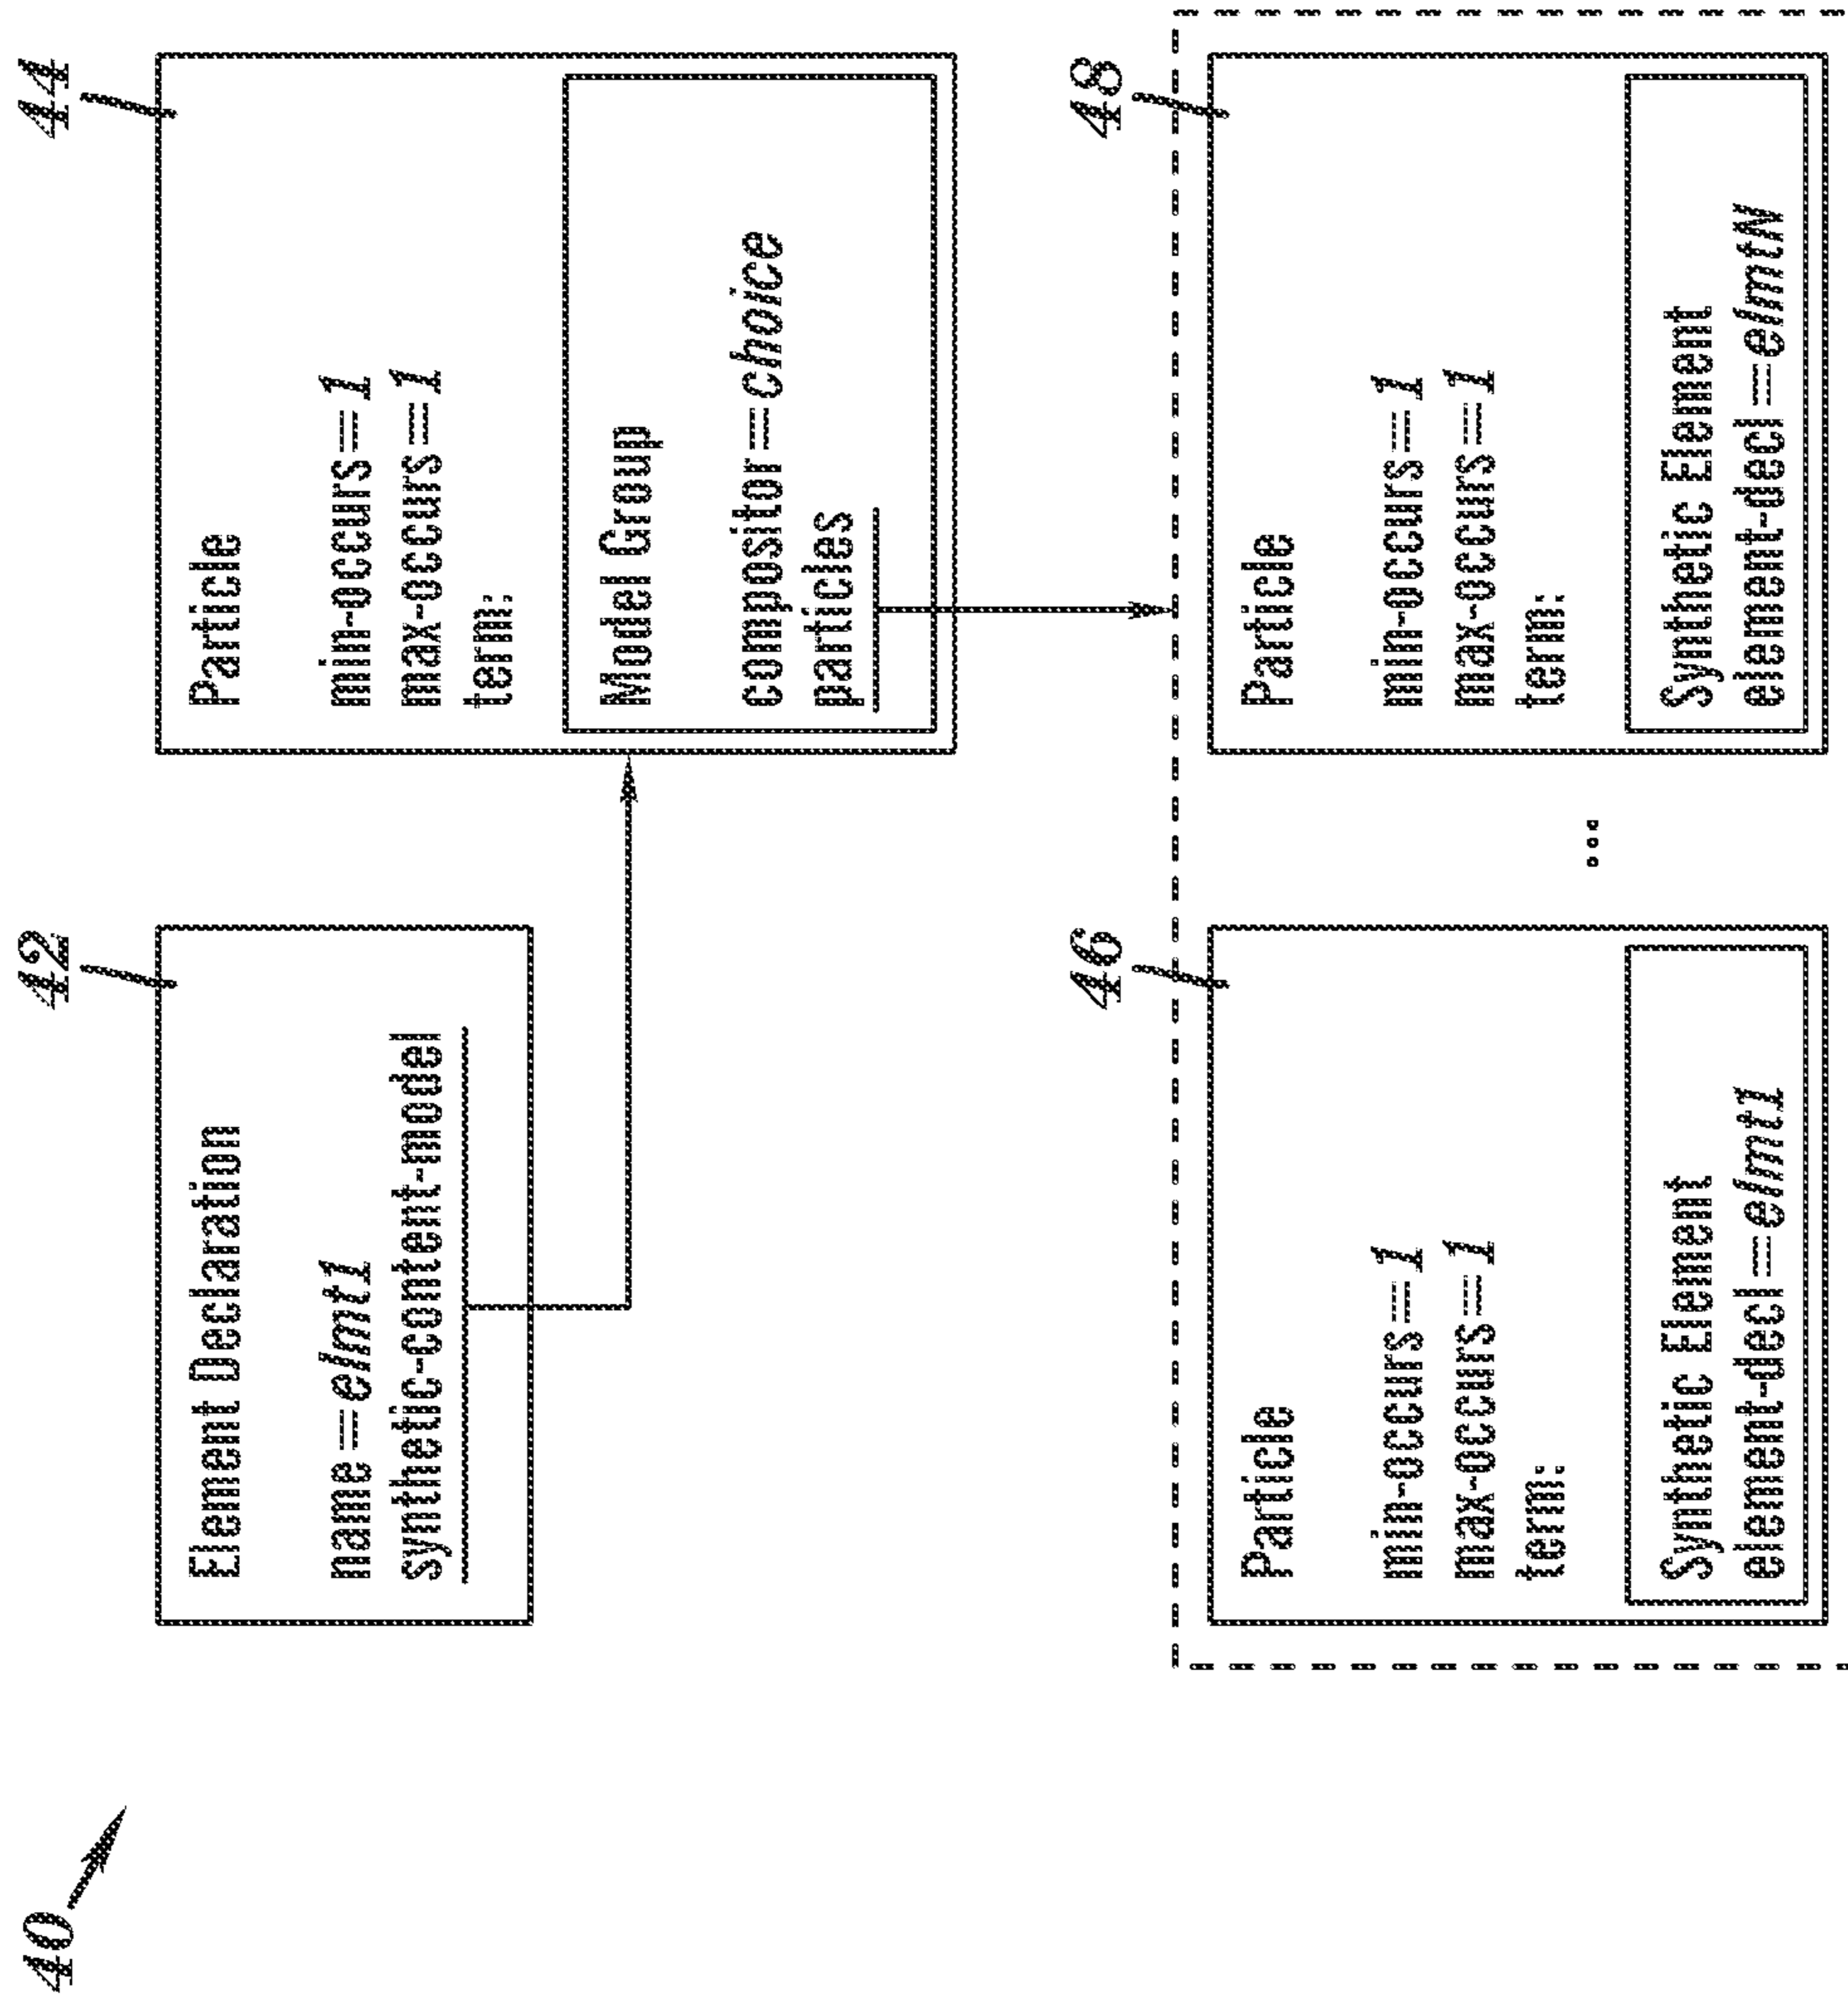 40
42
Element Declaration
name=elmt1
synthetic-content-model
44
Particle
min-occurs=1
max-occurs=1
term:
Model Group
compositor=choice
particles
46
Particle
min-occurs=1
max-occurs=1
term:
Synthetic Element
element-decl=elmt1
...
48
Particle
min-occurs=1
max-occurs=1
term:
Synthetic Element
element-decl=elmtN